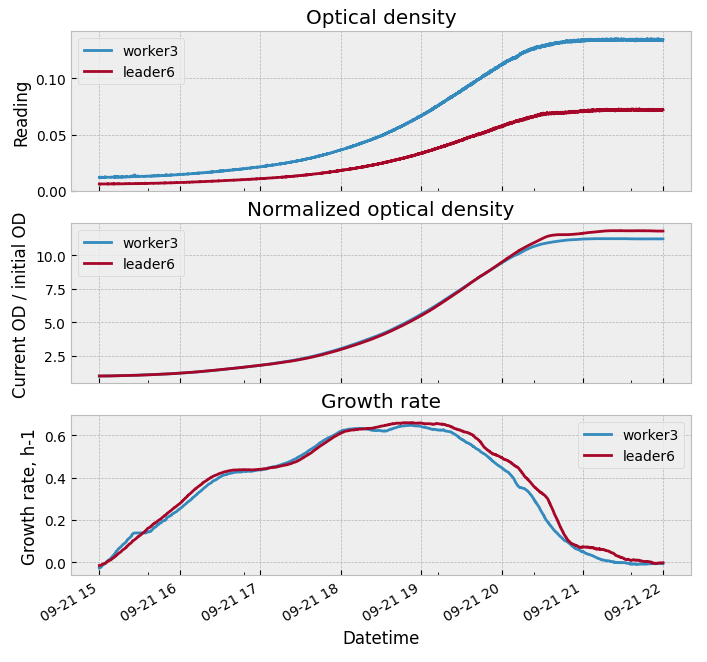 Optical density
worker3
leader6
0.10
0.05
0.00
Reading
Normalized optical density
worker3
leader6
10.0
7.5
5.0
2.5
Current OD / initial OD
Growth rate
worker3
leader6
0.6
0.4
0.2
0.0
Growth rate, h-1
09-21 15
09-21 16
09-21 17
09-21 18
09-21 19
09-21 20
09-21 21
09-21 22
Datetime